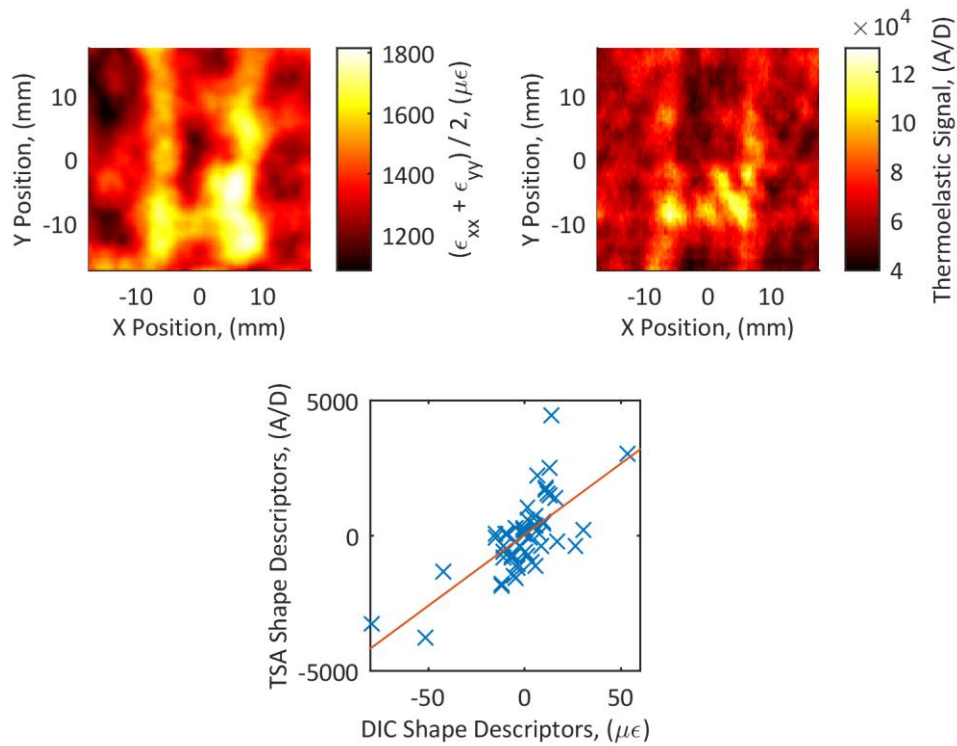 10
0
-10
Y Position, (mm)
-10 0 10
X Position, (mm)
1800
1600
1400
1200
(ϵxx + ϵyy) / 2, (μϵ)
10
0
-10
Y Position, (mm)
-10 0 10
X Position, (mm)
× 10^4
12
10
8
6
4
Thermoelastic Signal, (A/D)
5000
0
-5000
TSA Shape Descriptors, (A/D)
-50 0 50
DIC Shape Descriptors, (μϵ)